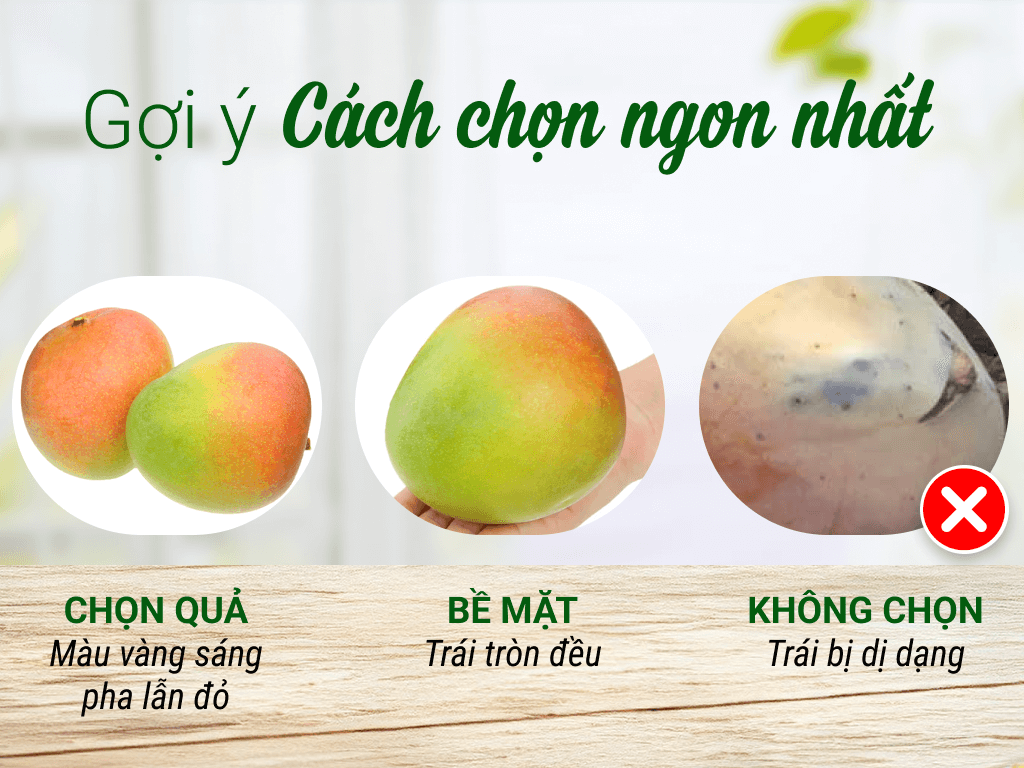 Gợi ý Cách chọn ngon nhất
CHỌN QUẢ
Màu vàng sáng
pha lẫn đỏ
BỀ MẶT
Trái tròn đều
KHÔNG CHỌN
Trái bị dị dạng